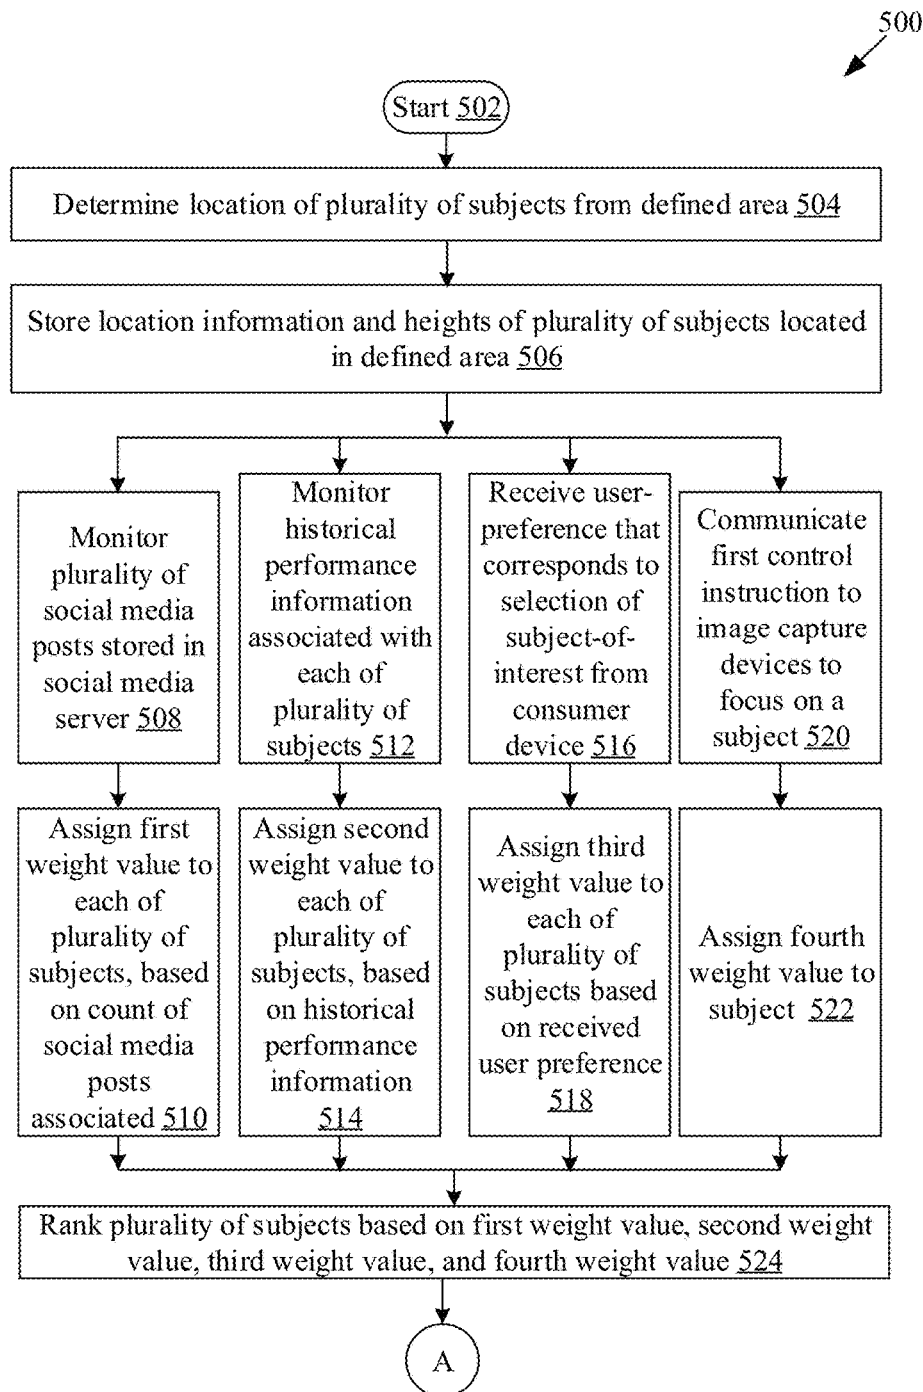 500
Start 502
Determine location of plurality of subjects from defined area 504
Store location information and heights of plurality of subjects located
in defined area 506
Monitor
plurality of
social media
posts stored in
social media
server 508
Monitor
historical
performance
information
associated with
each of
plurality of
subjects 512
Receive user-
preference that
corresponds to
selection of
subject-of-
interest from
consumer
device 516
Communicate
first control
instruction to
image capture
devices to
focus on a
subject 520
Assign first
weight value to
each of
plurality of
subjects, based
on count of
social media
posts
associated 510
Assign second
weight value to
each of
plurality of
subjects, based
on historical
performance
information
514
Assign third
weight value to
each of
plurality of
subjects based
on received
user preference
518
Assign fourth
weight value to
subject 522
Rank plurality of subjects based on first weight value, second weight
value, third weight value, and fourth weight value 524
A